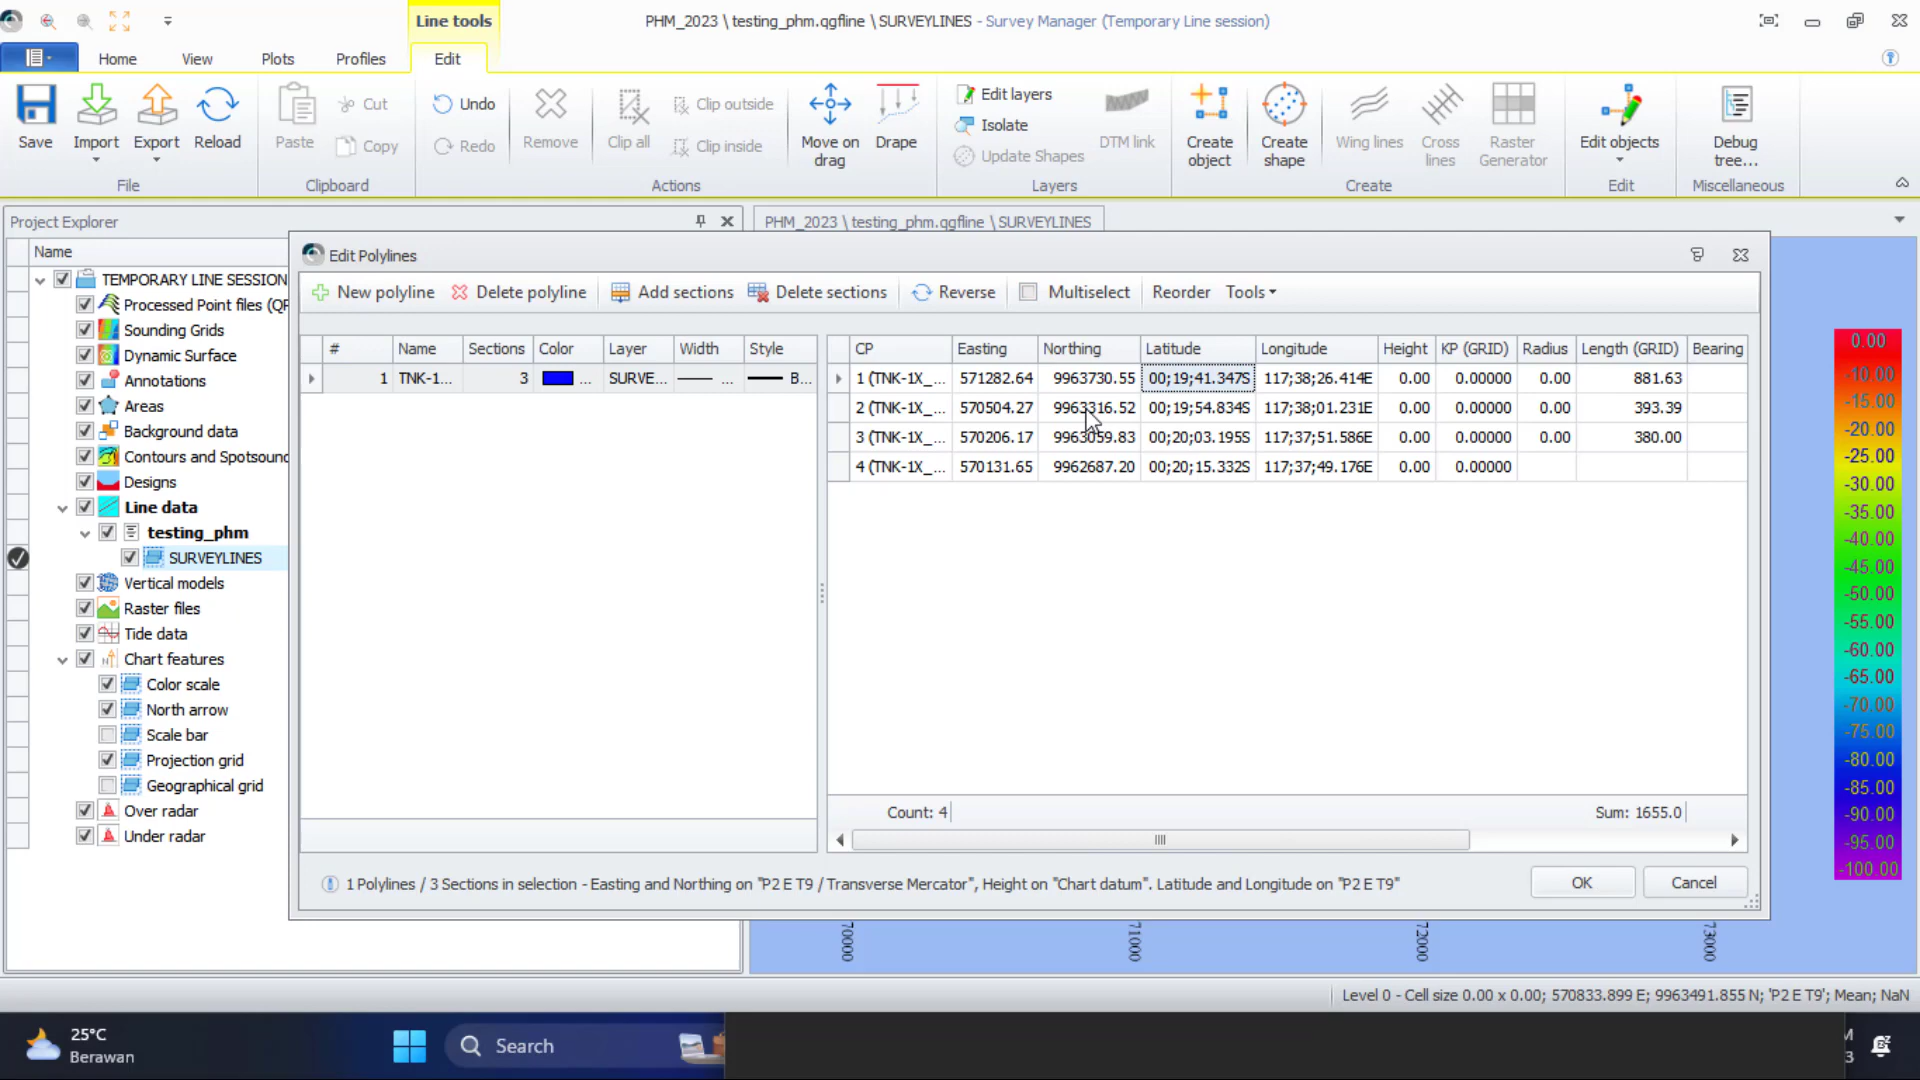 Line tools
PHM_2023 \ testing_phm.qgfline \ SURVEYLINES - Survey Manager (Temporary Line session)
Home View Plots Profiles Edit
Save Import Export Reload
File
Paste Cut Copy
Clipboard
Undo Redo
Remove
Clip all Clip outside Clip inside
Actions
Move on drag
Drape
Edit layers
Isolate
Update Shapes
DTM link
Layers
Create object
Create shape
Wing lines
Cross lines
Raster Generator
Create
Edit objects
Edit
Debug tree...
Miscellaneous
Project Explorer
PHM_2023 \ testing_phm.qgfline \ SURVEYLINES
Name
TEMPORARY LINE SESSION
Processed Point files (QP
Sounding Grids
Dynamic Surface
Annotations
Areas
Background data
Contours and Spotsound
Designs
Line data
testing_phm
SURVEYLINES
Vertical models
Raster files
Tide data
Chart features
Color scale
North arrow
Scale bar
Projection grid
Geographical grid
Over radar
Under radar
Edit Polylines
New polyline Delete polyline Add sections Delete sections Reverse Multiselect Reorder Tools
# Name Sections Color Layer Width Style
1 TNK-1... 3 ... SURVE... ... B...
CP Easting Northing Latitude Longitude Height KP (GRID) Radius Length (GRID) Bearing
1 (TNK-1X_... 571282.64 9963730.55 00;19;41.347S 117;38;26.414E 0.00 0.00000 0.00 881.63
2 (TNK-1X_... 570504.27 9963316.52 00;19;54.834S 117;38;01.231E 0.00 0.00000 0.00 393.39
3 (TNK-1X_... 570206.17 9963059.83 00;20;03.195S 117;37;51.586E 0.00 0.00000 0.00 380.00
4 (TNK-1X_... 570131.65 9962687.20 00;20;15.332S 117;37;49.176E 0.00 0.00000
Count: 4 Sum: 1655.0
1 Polylines / 3 Sections in selection - Easting and Northing on "P2 E T9 / Transverse Mercator", Height on "Chart datum". Latitude and Longitude on "P2 E T9"
OK Cancel
0.00
-10.00
-15.00
-20.00
-25.00
-30.00
-35.00
-40.00
-45.00
-50.00
-55.00
-60.00
-65.00
-70.00
-75.00
-80.00
-85.00
-90.00
-95.00
-100.00
70000 71000 72000 73000
Level 0 - Cell size 0.00 x 0.00; 570833.899 E; 9963491.855 N; 'P2 E T9'; Mean; NaN
25°C
Berawan
Search
M
3